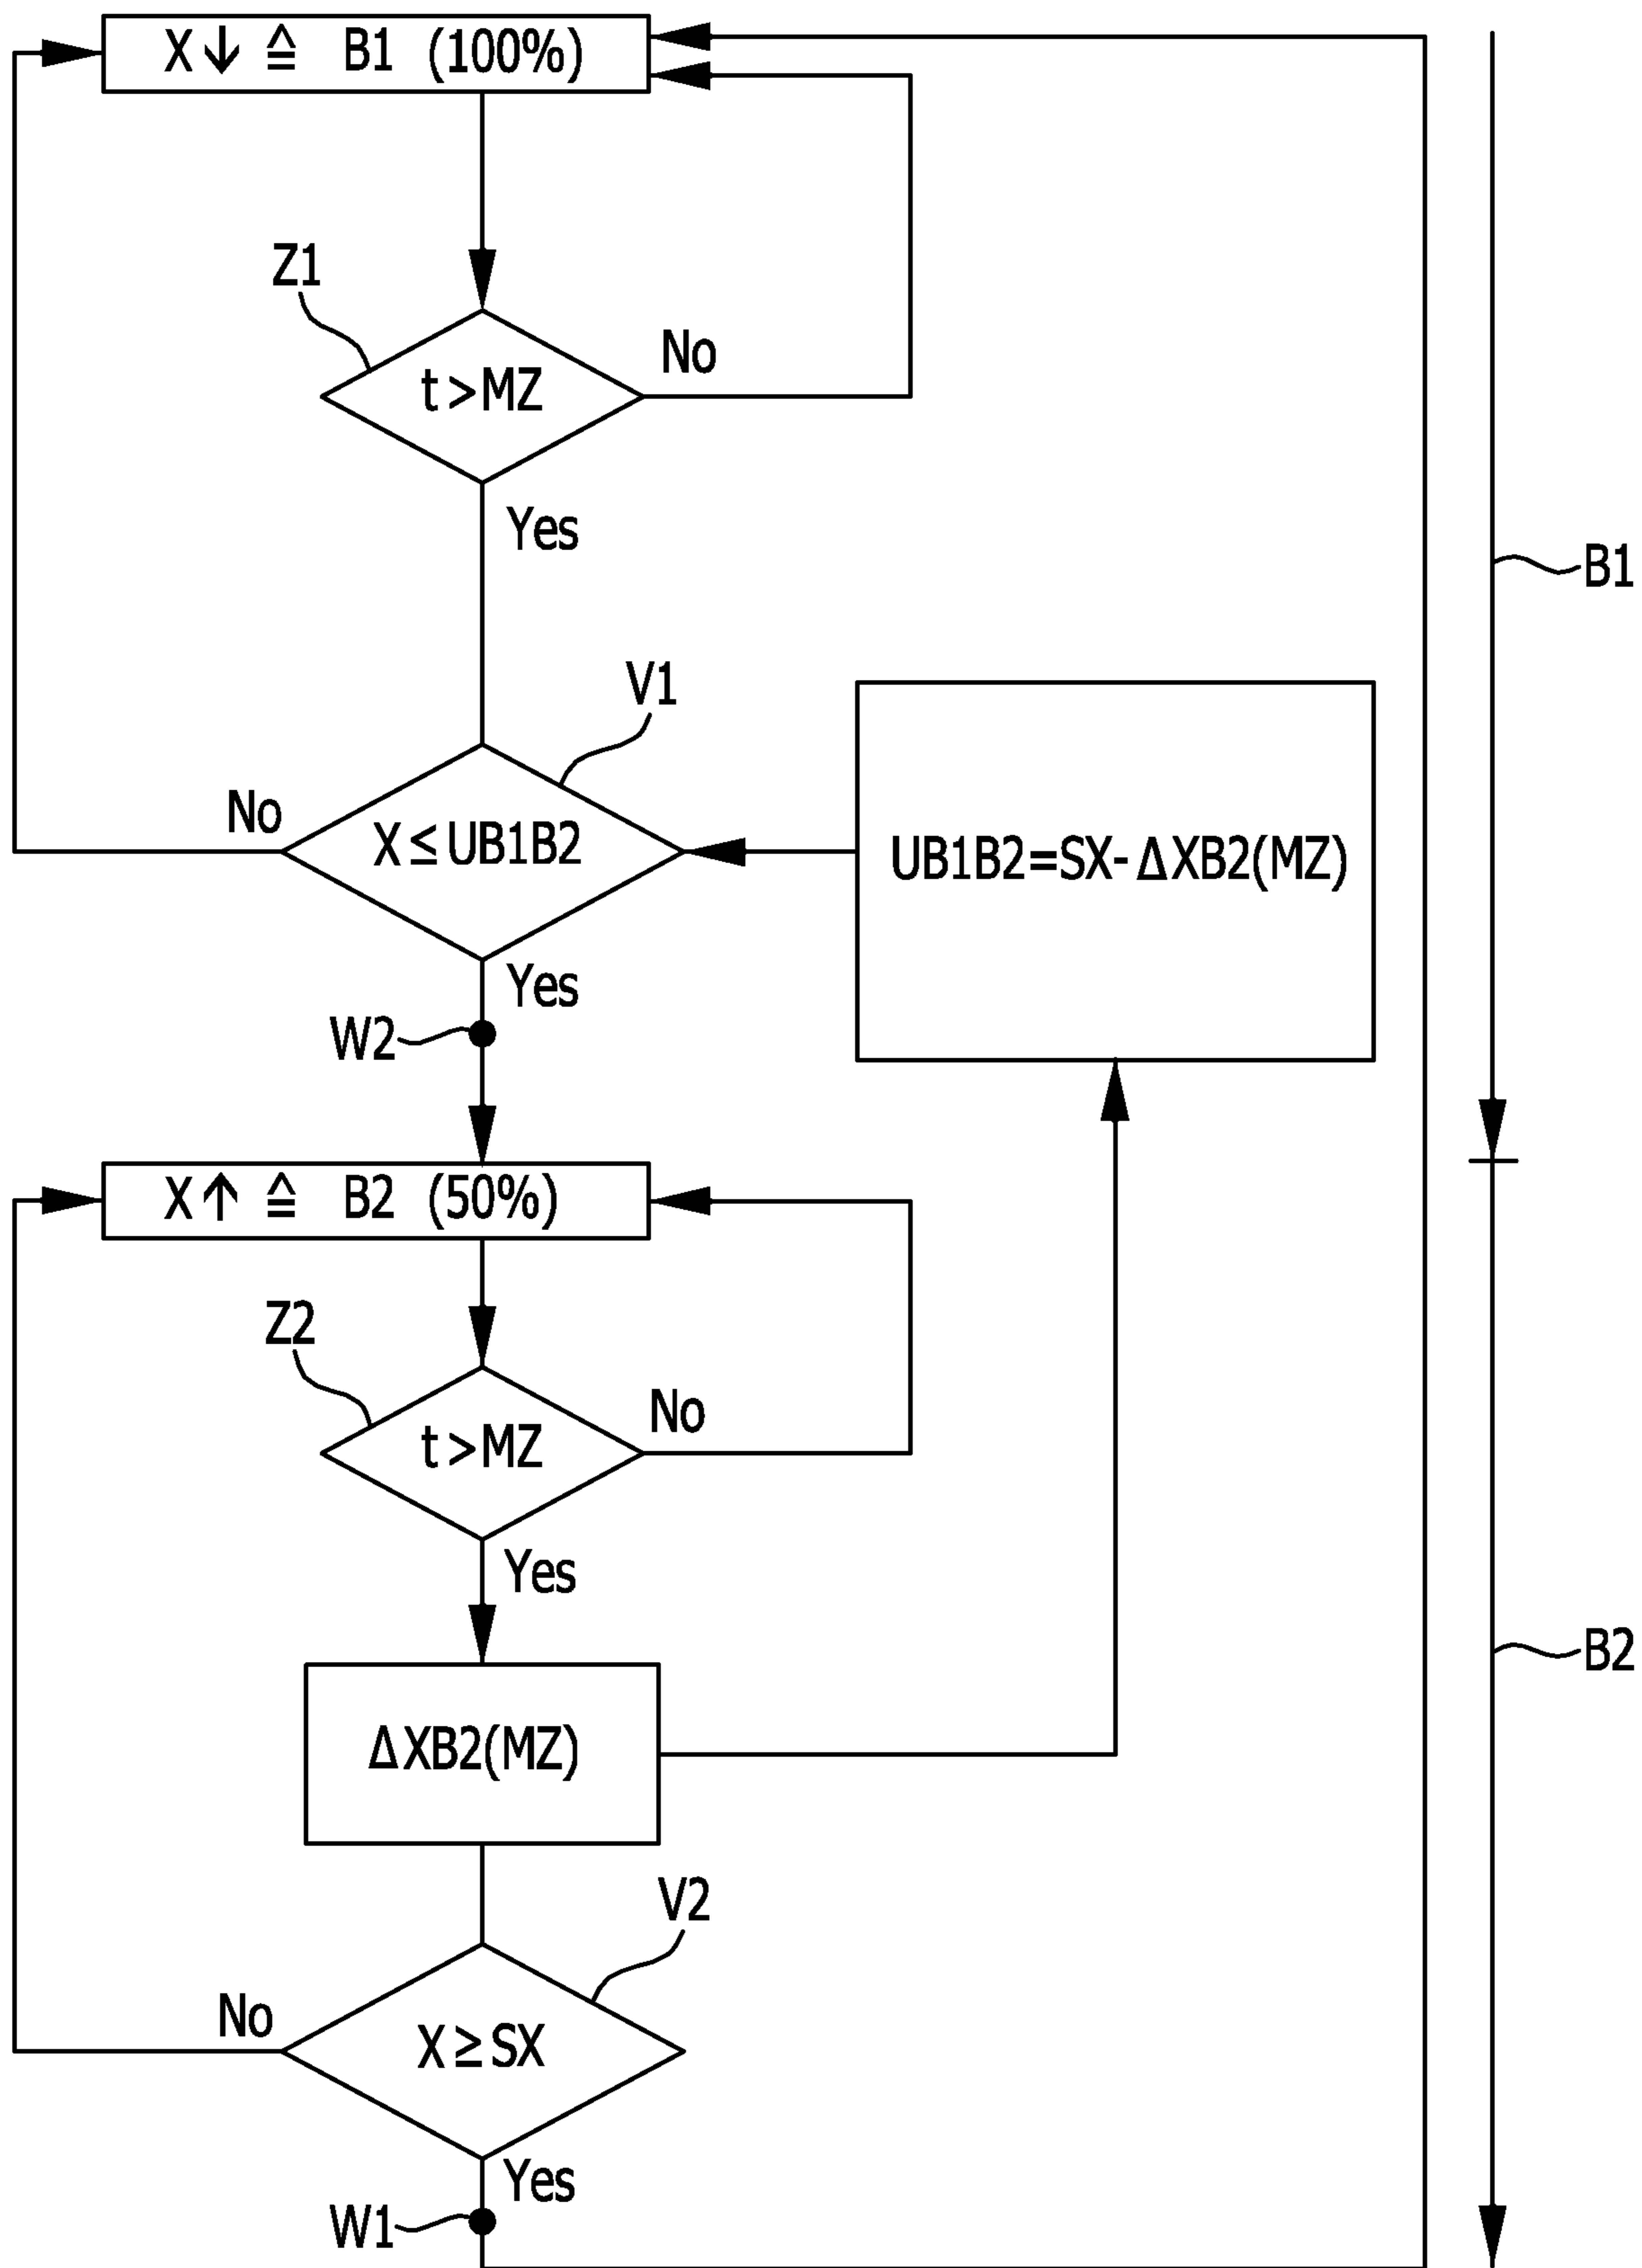 X ↓ ≙ B1 (100%)
Z1
No
t>MZ
Yes
B1
V1
No
X≤UB1B2
UB1B2=SX-ΔXB2(MZ)
Yes
W2
X ↑ ≙ B2 (50%)
Z2
No
t>MZ
Yes
B2
ΔXB2(MZ)
V2
No
X≥SX
Yes
W1